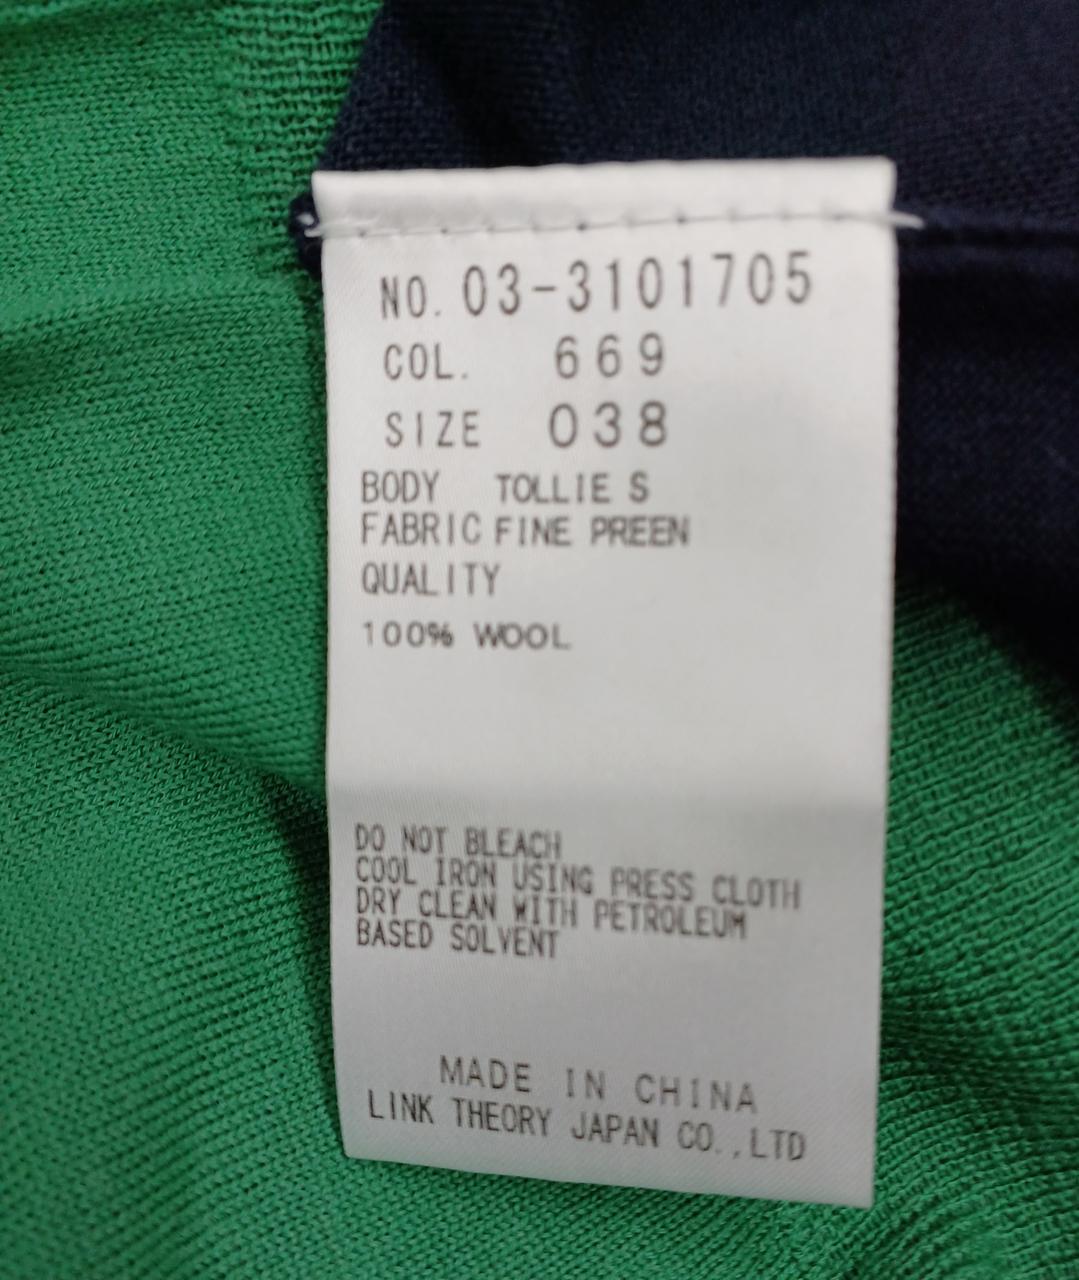 NO. 03-3101705
COL. 669
SIZE 038
BODY TOLLIE S
FABRIC FINE PREEN
QUALITY
100% WOOL
DO NOT BLEACH
COOL IRON USING PRESS CLOTH
DRY CLEAN WITH PETROLEUM
BASED SOLVENT
MADE IN CHINA
LINK THEORY JAPAN CO.,LTD